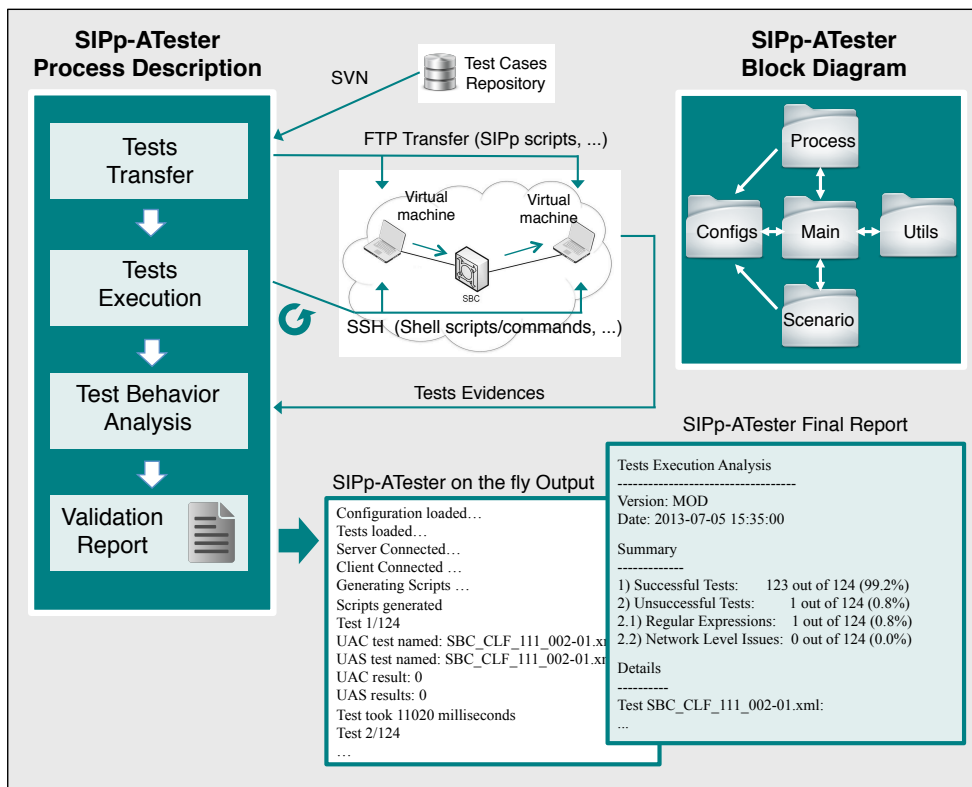 SIPp-ATester
Process Description
Tests
Transfer
Tests
Execution
Test Behavior
Analysis
Validation
Report
SVN
Test Cases
Repository
FTP Transfer (SIPp scripts, ...)
Virtual
machine
Virtual
machine
SBC
SSH (Shell scripts/commands, ...)
Tests Evidences
SIPp-ATester
Block Diagram
Process
Configs
Main
Utils
Scenario
SIPp-ATester on the fly Output
Configuration loaded…
Tests loaded…
Server Connected…
Client Connected …
Generating Scripts …
Scripts generated
Test 1/124
UAC test named: SBC_CLF_111_002-01.x
UAS test named: SBC_CLF_111_002-01.x
UAC result: 0
UAS results: 0
Test took 11020 milliseconds
Test 2/124
…
SIPp-ATester Final Report
Tests Execution Analysis
-----------------------------------
Version: MOD
Date: 2013-07-05 15:35:00
Summary
-------------
1) Successful Tests: 123 out of 124 (99.2%)
2) Unsuccessful Tests: 1 out of 124 (0.8%)
2.1) Regular Expressions: 1 out of 124 (0.8%)
2.2) Network Level Issues: 0 out of 124 (0.0%)
Details
----------
Test SBC_CLF_111_002-01.xml:
...